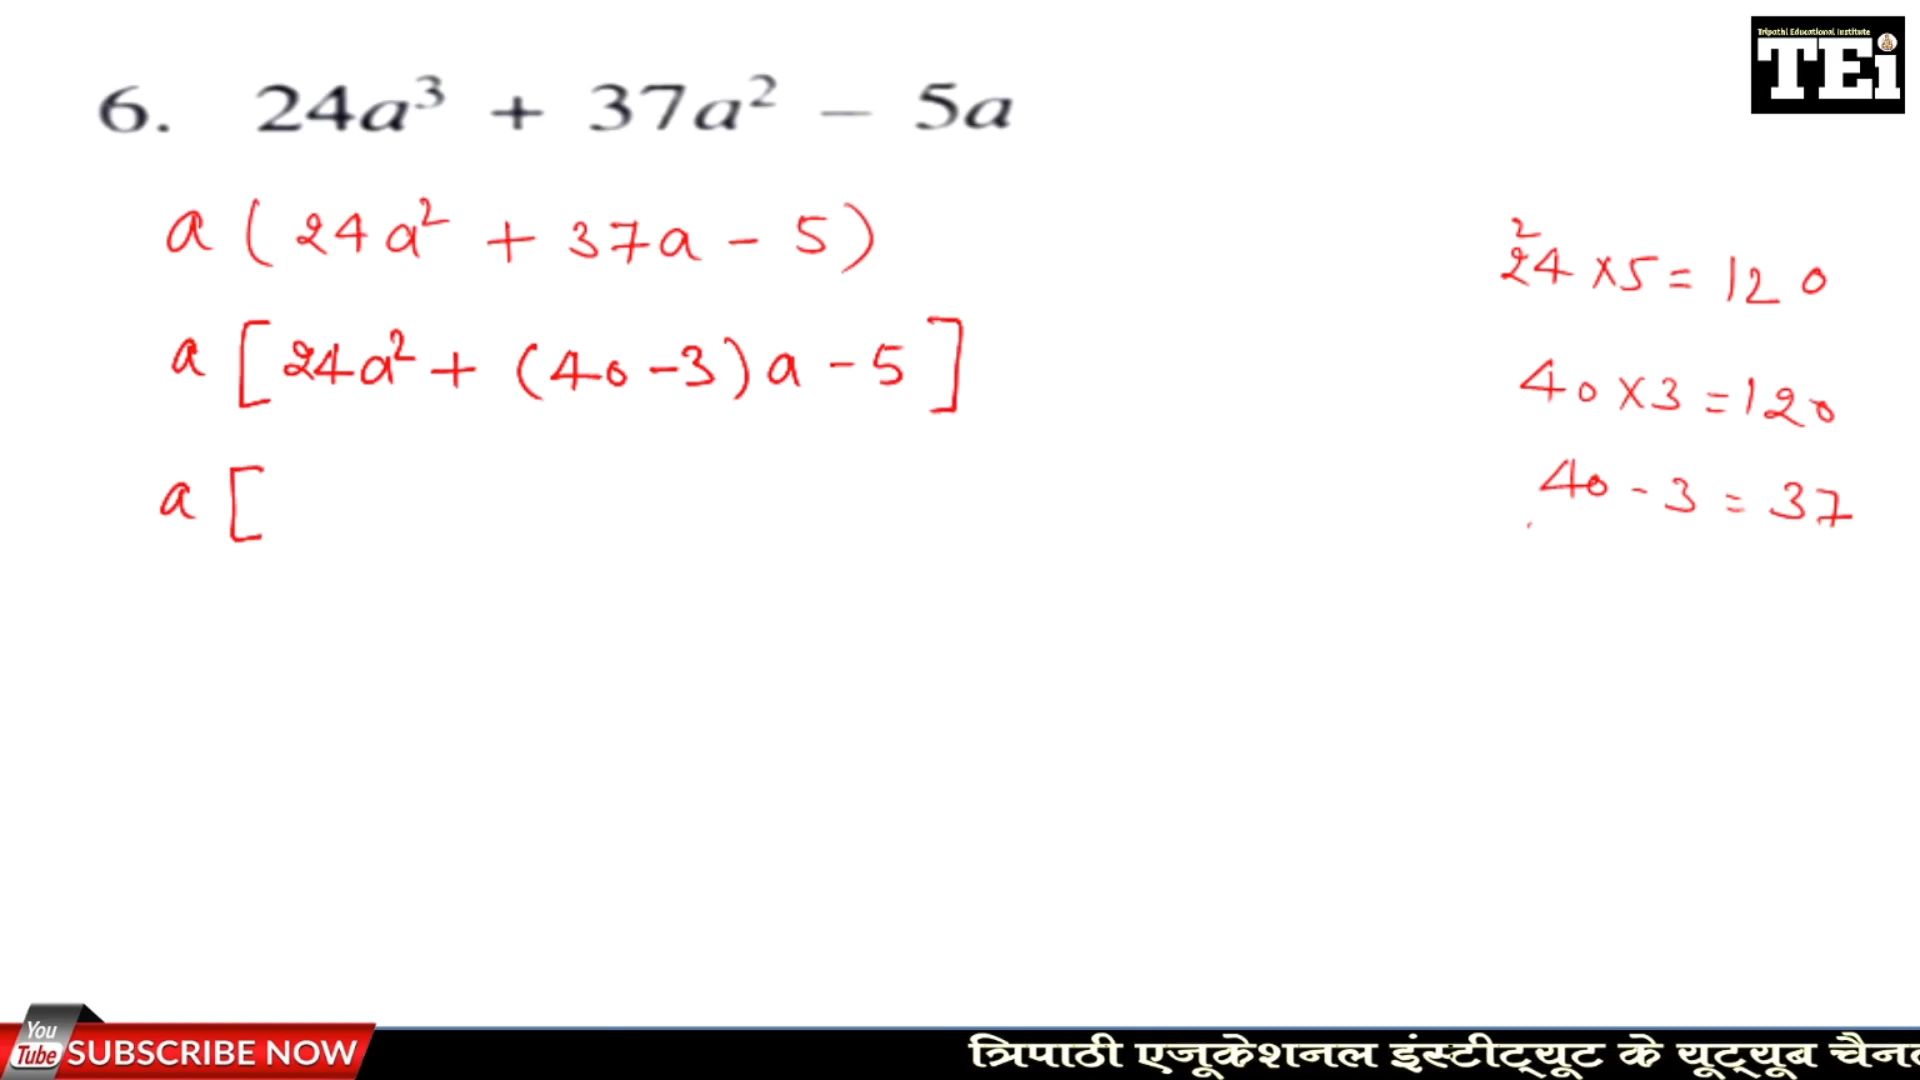 Tripathi Educational Institute
TEi
6. 24a³ + 37a² − 5a
a ( 24a² + 37a - 5 )
a [ 24a² + (40 - 3) a - 5 ]
a [
2
24 × 5 = 120
40 × 3 = 120
40 - 3 = 37
You
Tube SUBSCRIBE NOW
त्रिपाठी एजूकेशनल इंस्टीट्यूट के यूट्यूब चैनल